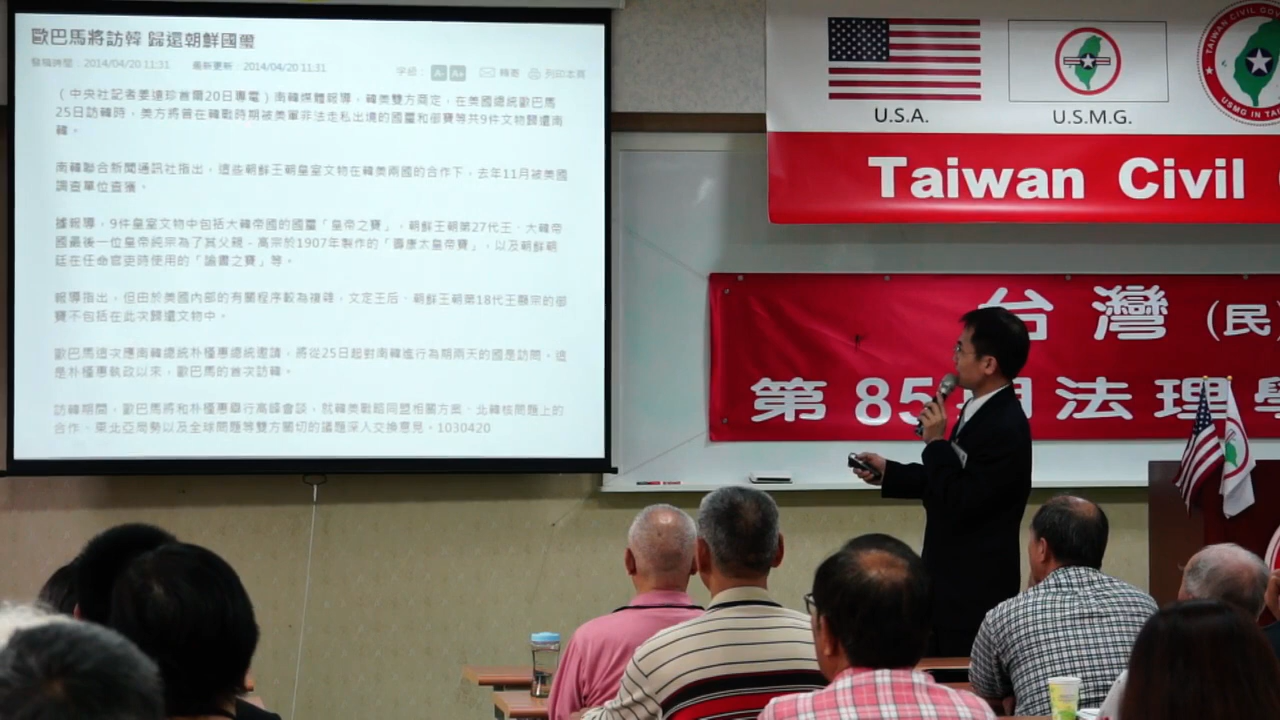 歐巴馬將訪韓 歸還朝鮮國璽
發稿時間：2014/04/20 11:31 最新更新：2014/04/20 11:31
字級： A- A+ 轉寄 列印本頁
（中央社記者姜遠珍首爾20日專電）南韓媒體報導，韓美雙方商定，在美國總統歐巴馬
25日訪韓時，美方將曾在韓戰時期被美軍非法走私出境的國璽和御寶等共9件文物歸還南
韓。
南韓聯合新聞通訊社指出，這些朝鮮王朝皇室文物在韓美兩國的合作下，去年11月被美國
調查單位查獲。
據報導，9件皇室文物中包括大韓帝國的國璽「皇帝之寶」，朝鮮王朝第27代王、大韓帝
國最後一位皇帝純宗為了其父親－高宗於1907年製作的「壽康太皇帝寶」，以及朝鮮朝
廷在任命官吏時使用的「諭書之寶」等。
報導指出，但由於美國內部的有關程序較為複雜，文定王后、朝鮮王朝第18代王顯宗的御
寶不包括在此次歸還文物中。
歐巴馬這次應南韓總統朴槿惠總統邀請，將從25日起對南韓進行為期兩天的國是訪問，這
是朴槿惠執政以來，歐巴馬的首次訪韓。
訪韓期間，歐巴馬將和朴槿惠舉行高峰會談，就韓美戰略同盟相關方案、北韓核問題上的
合作、東北亞局勢以及全球問題等雙方關切的議題深入交換意見。1030420
U.S.A.
U.S.M.G.
TAIWAN CIVIL GOV
USMG IN TAI
Taiwan Civil
台灣(民
第85期法理學